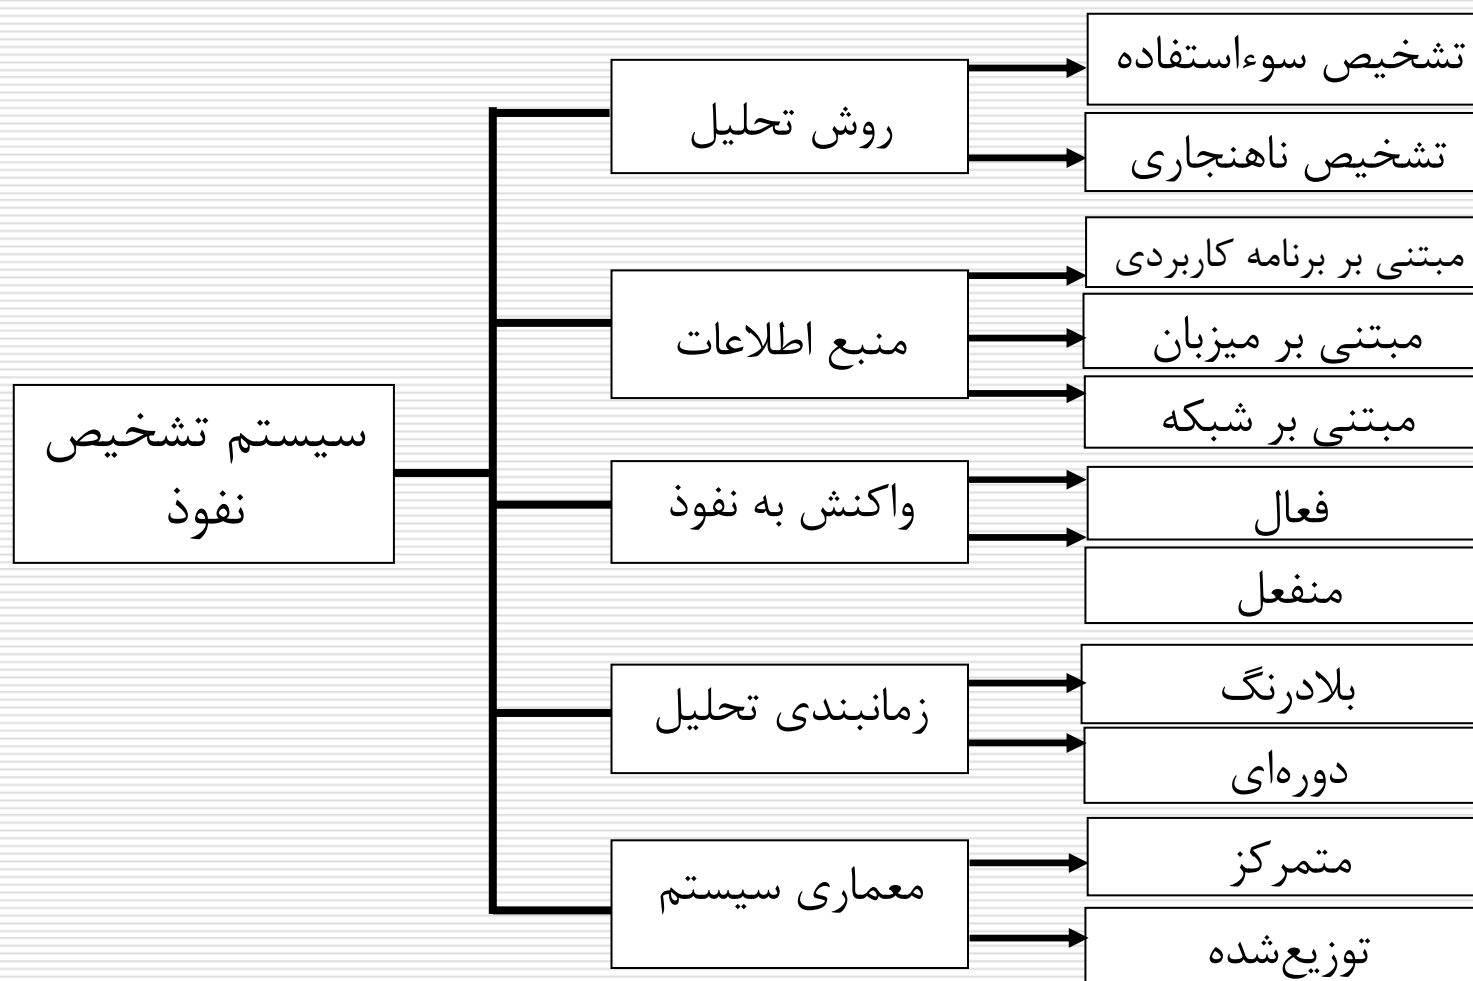 سیستم تشخیص
نفوذ
روش تحلیل
تشخیص سوءاستفاده
تشخیص ناهنجاری
منبع اطلاعات
مبتنی بر برنامه کاربردی
مبتنی بر میزبان
مبتنی بر شبکه
واکنش به نفوذ
فعال
منفعل
زمانبندی تحلیل
بلادرنگ
دوره‌ای
معماری سیستم
متمرکز
توزیع‌شده